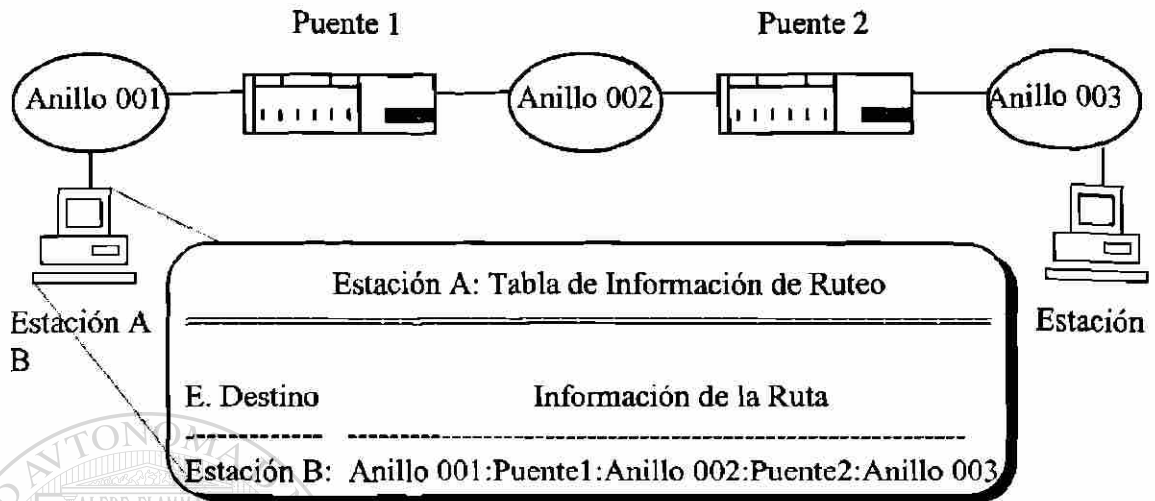 Puente 1
Puente 2
Anillo 001
Anillo 002
Anillo 003
Estación A
B
Estación
Estación A: Tabla de Información de Ruteo
E. Destino Información de la Ruta
Estación B: Anillo 001:Puente1:Anillo 002:Puente2:Anillo 003